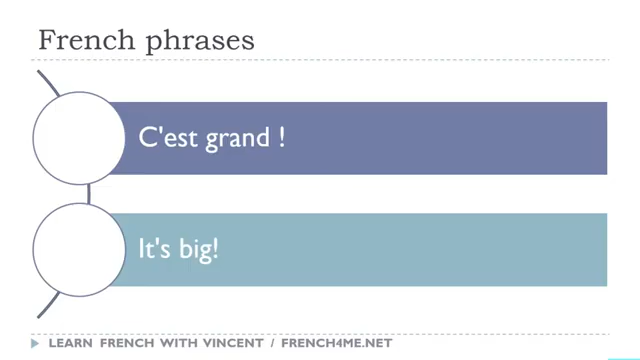 French phrases
C'est grand !
It's big!
LEARN FRENCH WITH VINCENT / FRENCH4ME.NET